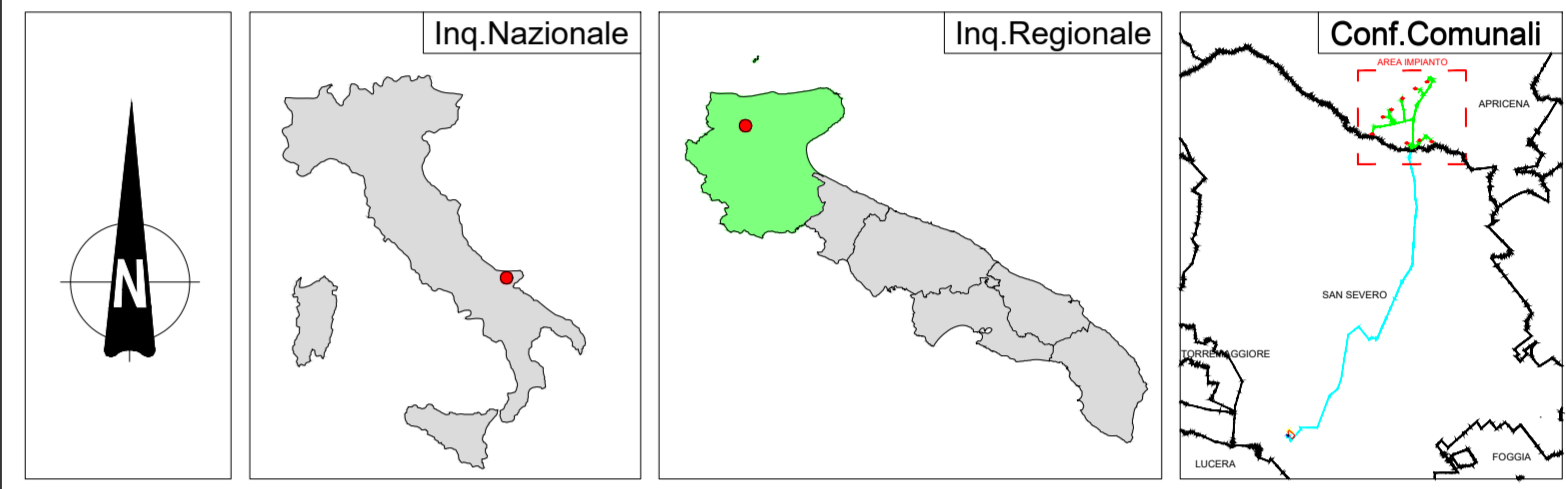 N
Inq.Nazionale
Inq.Regionale
Conf.Comunali
AREA IMPIANTO
APRICENA
SAN SEVERO
TORREMAGGIORE
LUCERA
FOGGIA